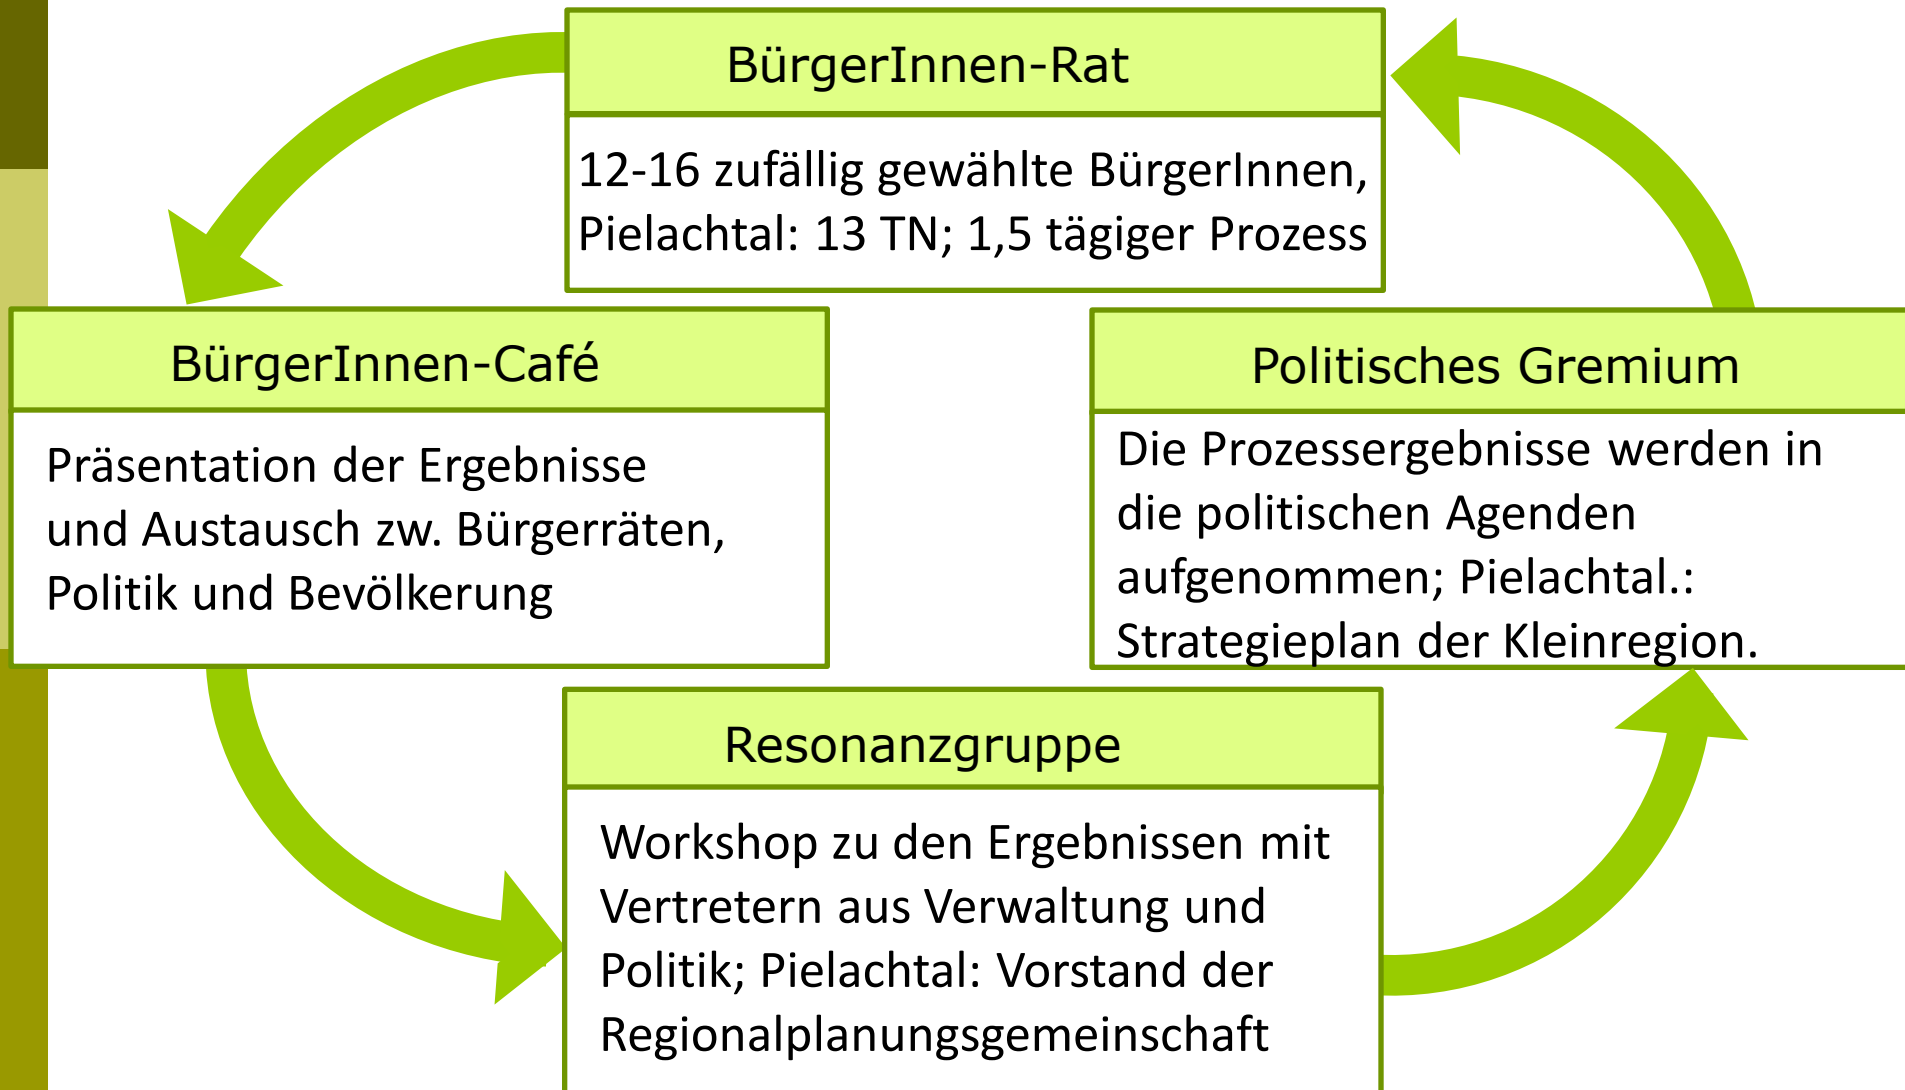 BürgerInnen-Rat
12-16 zufällig gewählte BürgerInnen,
Pielachtal: 13 TN; 1,5 tägiger Prozess
BürgerInnen-Café
Präsentation der Ergebnisse
und Austausch zw. Bürgerräten,
Politik und Bevölkerung
Politisches Gremium
Die Prozessergebnisse werden in
die politischen Agenden
aufgenommen; Pielachtal.:
Strategieplan der Kleinregion.
Resonanzgruppe
Workshop zu den Ergebnissen mit
Vertretern aus Verwaltung und
Politik; Pielachtal: Vorstand der
Regionalplanungsgemeinschaft